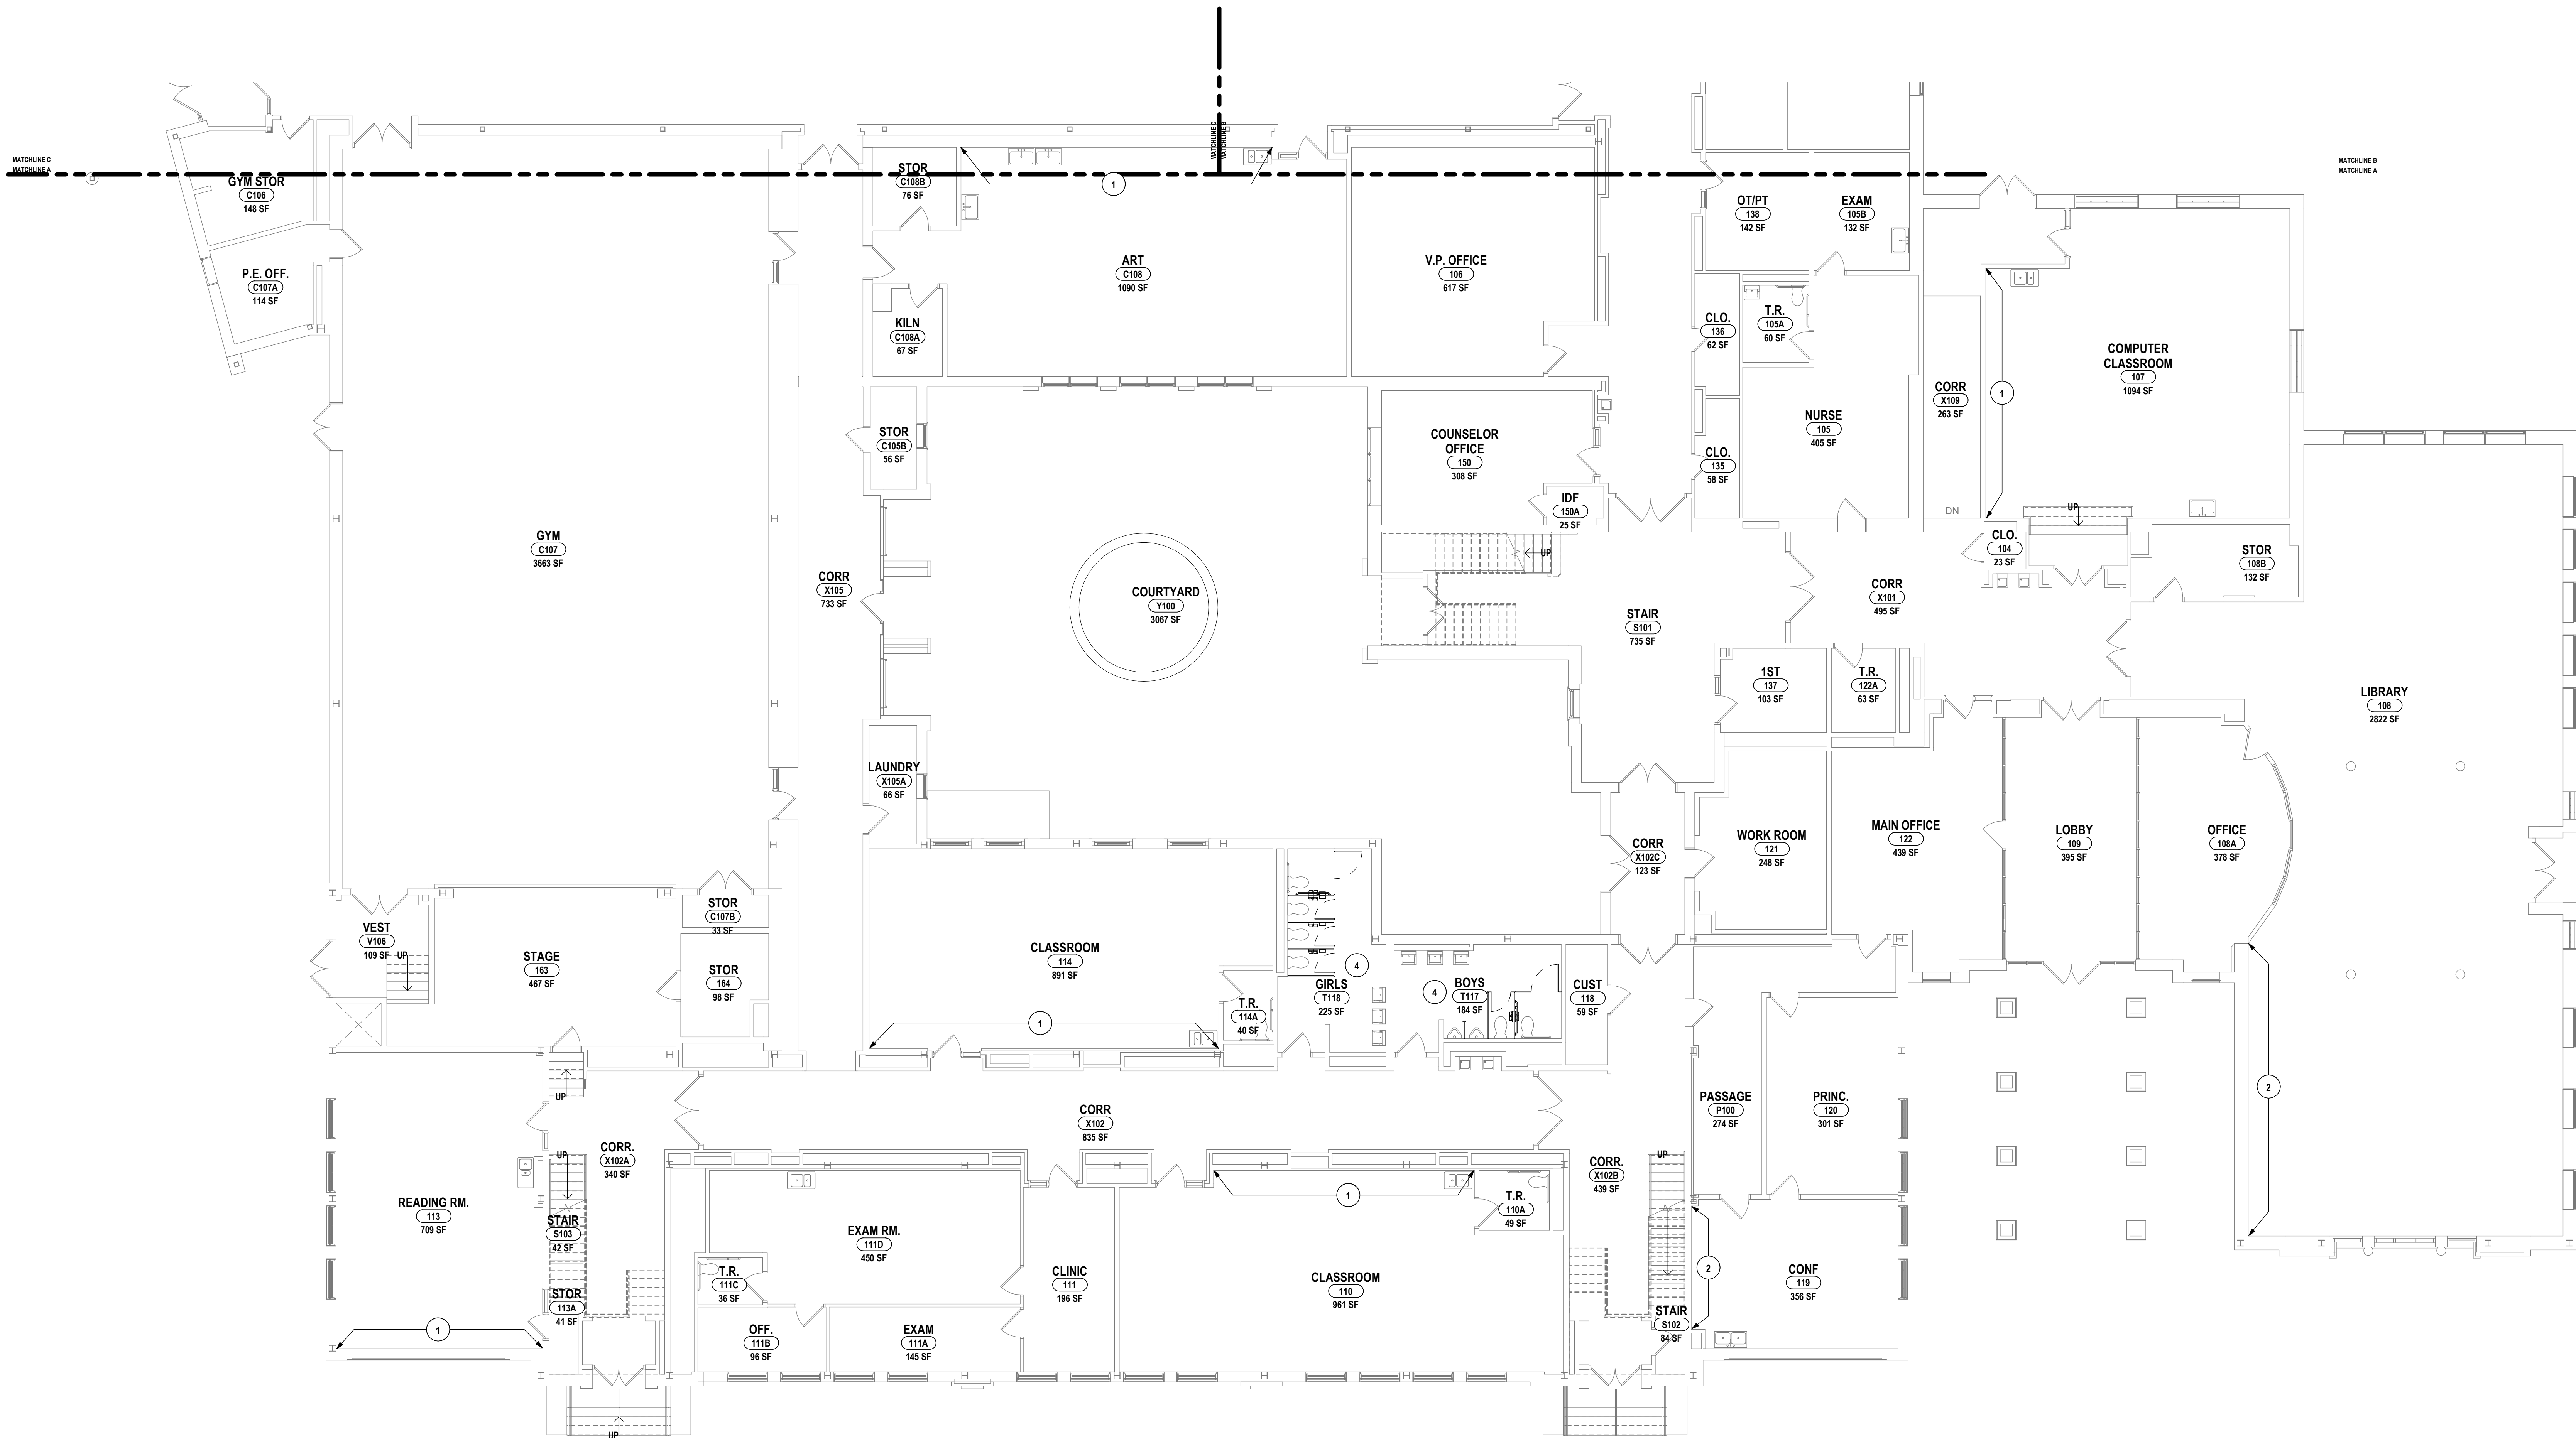 MATCHLINE C
MATCHLINE A
MATCHLINE C
MATCHLINE B
MATCHLINE B
MATCHLINE A
GYM STOR
C106
148 SF
STOR
C108B
76 SF
1
OT/PT
138
142 SF
EXAM
105B
132 SF
P.E. OFF.
C107A
114 SF
ART
C108
1090 SF
V.P. OFFICE
106
617 SF
KILN
C108A
67 SF
CLO.
136
62 SF
T.R.
105A
60 SF
COMPUTER
CLASSROOM
107
1094 SF
CORR
X109
263 SF
1
STOR
C105B
56 SF
COUNSELOR
OFFICE
150
308 SF
CLO.
135
58 SF
NURSE
105
405 SF
IDF
150A
25 SF
DN
UP
GYM
C107
3663 SF
UP
CLO.
104
23 SF
STOR
108B
132 SF
CORR
X105
733 SF
COURTYARD
Y100
3067 SF
STAIR
S101
735 SF
CORR
X101
495 SF
1ST
137
103 SF
T.R.
122A
63 SF
LIBRARY
108
2822 SF
LAUNDRY
X105A
66 SF
CORR
X102C
123 SF
WORK ROOM
121
248 SF
MAIN OFFICE
122
439 SF
LOBBY
109
395 SF
OFFICE
108A
378 SF
VEST
V106
109 SF
UP
STAGE
163
467 SF
STOR
C107B
33 SF
STOR
164
98 SF
CLASSROOM
114
891 SF
1
T.R.
114A
40 SF
4
GIRLS
T118
225 SF
4
BOYS
T117
184 SF
CUST
118
59 SF
UP
CORR
X102
835 SF
PASSAGE
P100
274 SF
PRINC.
120
301 SF
2
UP
CORR.
X102A
340 SF
READING RM.
113
709 SF
STAIR
S103
42 SF
STOR
113A
41 SF
1
EXAM RM.
111D
450 SF
T.R.
111C
36 SF
OFF.
111B
96 SF
EXAM
111A
145 SF
CLINIC
111
196 SF
1
CLASSROOM
110
961 SF
T.R.
110A
49 SF
CORR.
X102B
439 SF
UP
2
STAIR
S102
84 SF
CONF
119
356 SF
UP